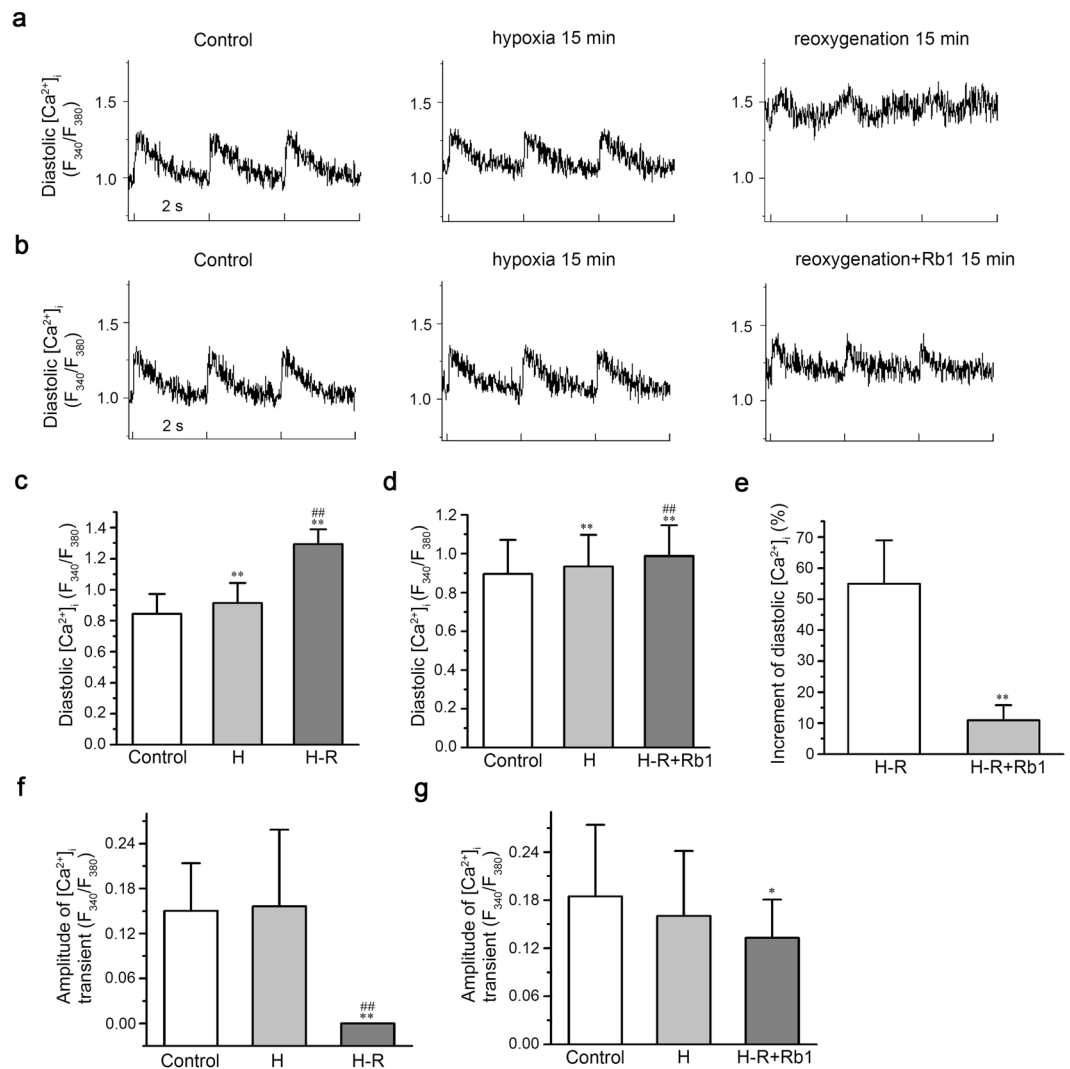 a
Control
hypoxia 15 min
reoxygenation 15 min
Diastolic [Ca²⁺]ᵢ
(F₃₄₀/F₃₈₀)
1.5
1.0
2 s
1.5
1.0
b
Control
hypoxia 15 min
reoxygenation+Rb1 15 min
Diastolic [Ca²⁺]ᵢ
(F₃₄₀/F₃₈₀)
1.5
1.0
2 s
1.5
1.0
1.5
1.0
c
Diastolic [Ca²⁺]ᵢ (F₃₄₀/F₃₈₀)
1.4
1.2
1.0
0.8
0.6
0.4
0.2
0.0
**
##
**
Control
H
H-R
d
Diastolic [Ca²⁺]ᵢ (F₃₄₀/F₃₈₀)
1.2
1.0
0.8
0.6
0.4
0.2
0.0
**
##
**
Control
H
H-R+Rb1
e
Increment of diastolic [Ca²⁺]ᵢ (%)
70
60
50
40
30
20
10
0
**
H-R
H-R+Rb1
f
Amplitude of [Ca²⁺]ᵢ
transient (F₃₄₀/F₃₈₀)
0.24
0.18
0.12
0.06
0.00
##
**
Control
H
H-R
g
Amplitude of [Ca²⁺]ᵢ
transient (F₃₄₀/F₃₈₀)
0.24
0.18
0.12
0.06
0.00
*
Control
H
H-R+Rb1